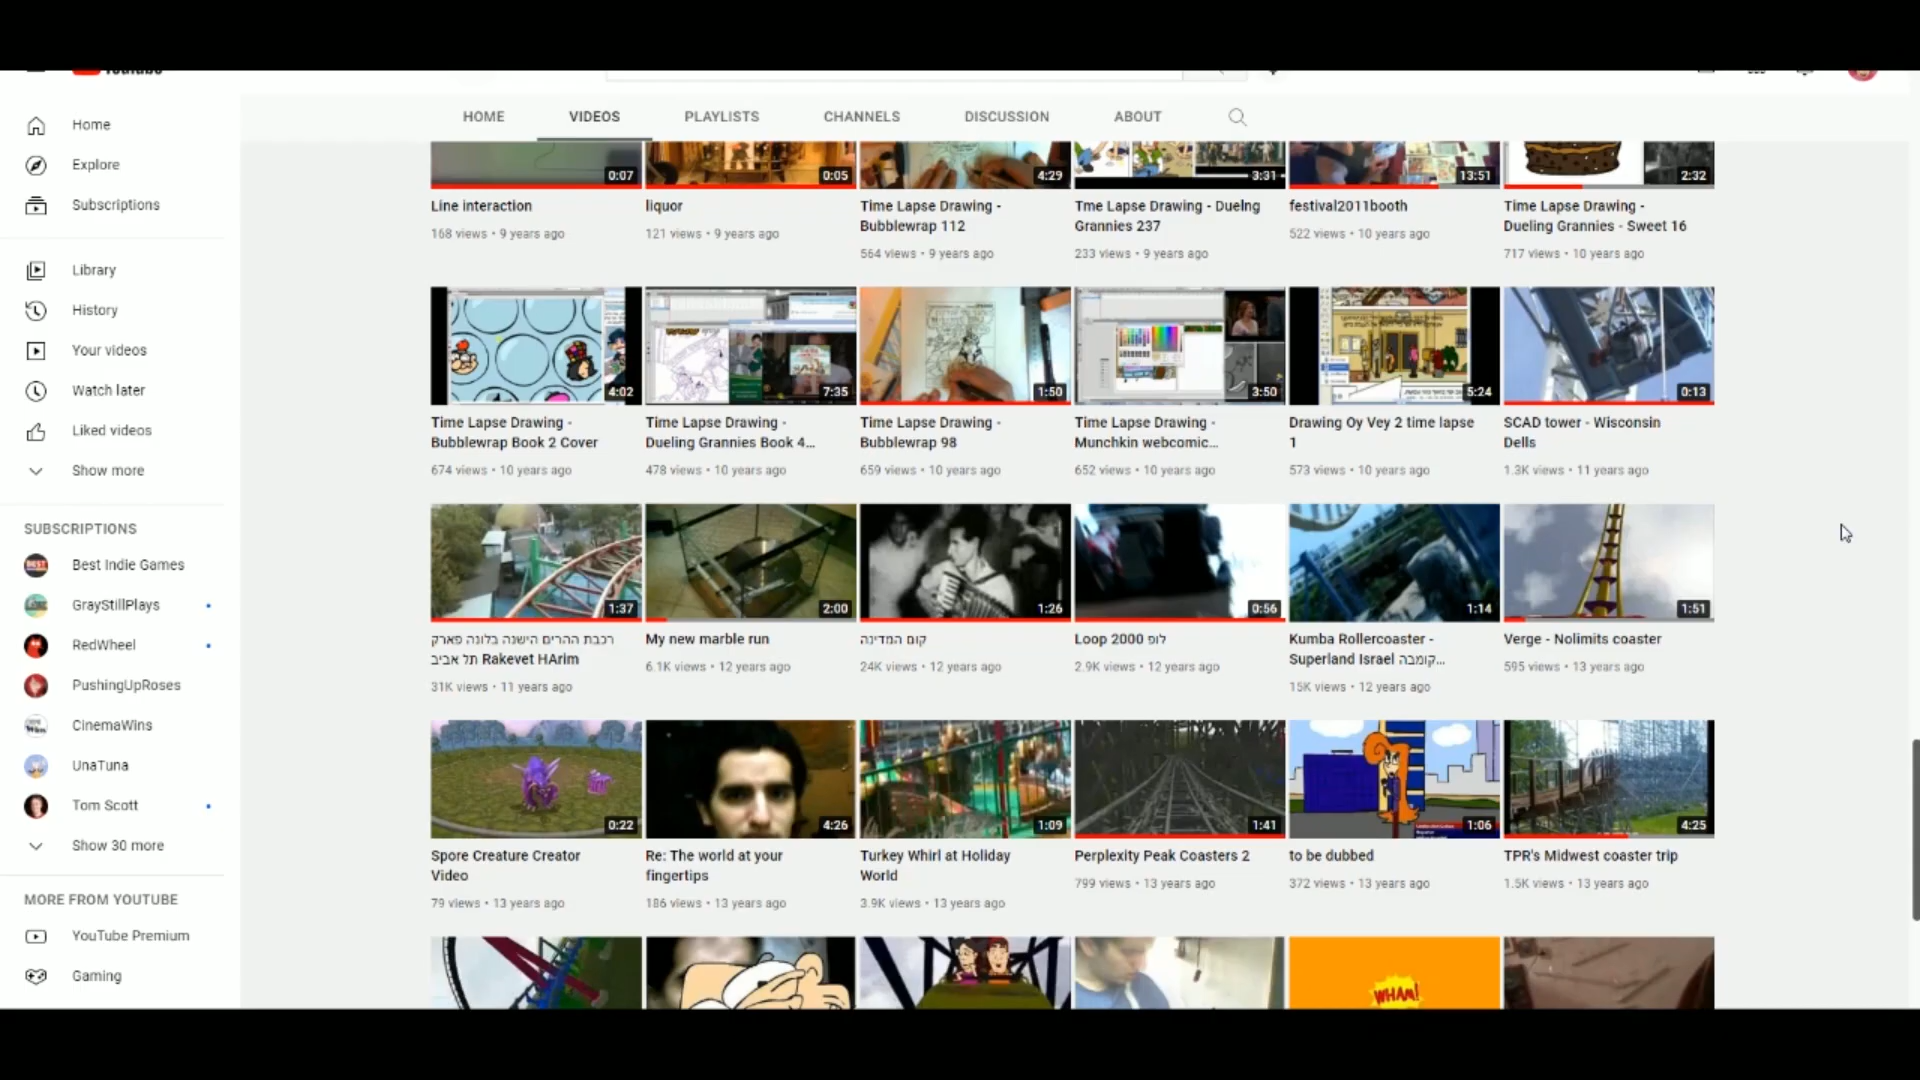 YouTube
HOME VIDEOS PLAYLISTS CHANNELS DISCUSSION ABOUT
Home
Explore
Subscriptions
Library
History
Your videos
Watch later
Liked videos
Show more
SUBSCRIPTIONS
Best Indie Games
GrayStillPlays
RedWheel
PushingUpRoses
CinemaWins
UnaTuna
Tom Scott
Show 30 more
MORE FROM YOUTUBE
YouTube Premium
Gaming
0:07
Line interaction
168 views • 9 years ago
0:05
liquor
121 views • 9 years ago
4:29
Time Lapse Drawing -
Bubblewrap 112
564 views • 9 years ago
3:31
Tme Lapse Drawing - Duelng
Grannies 237
233 views • 9 years ago
13:51
festival2011booth
522 views • 10 years ago
2:32
Time Lapse Drawing -
Dueling Grannies - Sweet 16
717 views • 10 years ago
4:02
Time Lapse Drawing -
Bubblewrap Book 2 Cover
674 views • 10 years ago
7:35
Time Lapse Drawing -
Dueling Grannies Book 4...
478 views • 10 years ago
1:50
Time Lapse Drawing -
Bubblewrap 98
659 views • 10 years ago
3:50
Time Lapse Drawing -
Munchkin webcomic...
652 views • 10 years ago
5:24
Drawing Oy Vey 2 time lapse
1
573 views • 10 years ago
0:13
SCAD tower - Wisconsin
Dells
1.3K views • 11 years ago
1:37
רכבת ההרים הישנה בלונה פארק
תל אביב Rakevet HArim
31K views • 11 years ago
2:00
My new marble run
6.1K views • 12 years ago
1:26
קום המדינה
24K views • 12 years ago
0:56
Loop 2000 לופ
2.9K views • 12 years ago
1:14
Kumba Rollercoaster -
Superland Israel קומבה...
15K views • 12 years ago
1:51
Verge - Nolimits coaster
595 views • 13 years ago
0:22
Spore Creature Creator
Video
79 views • 13 years ago
4:26
Re: The world at your
fingertips
186 views • 13 years ago
1:09
Turkey Whirl at Holiday
World
3.9K views • 13 years ago
1:41
Perplexity Peak Coasters 2
799 views • 13 years ago
1:06
to be dubbed
372 views • 13 years ago
4:25
TPR's Midwest coaster trip
1.5K views • 13 years ago
WHAM!